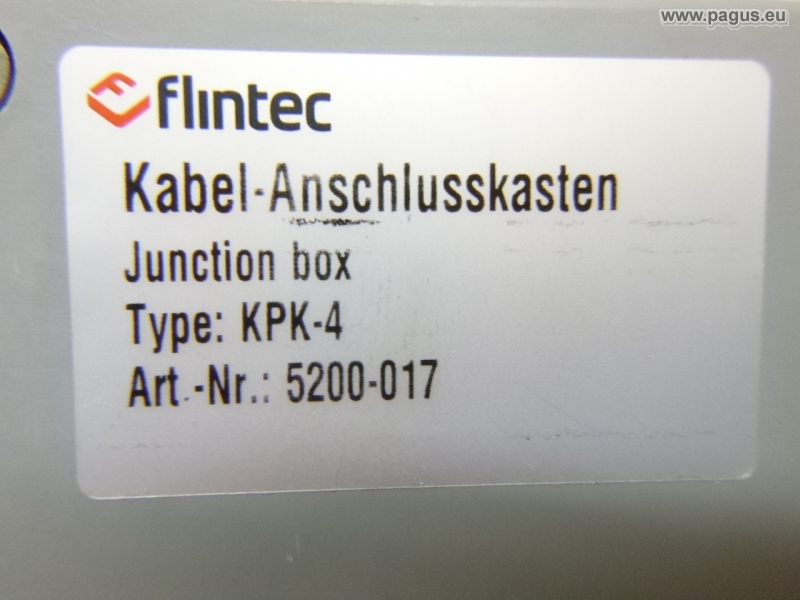 www.pagus.eu
flintec
Kabel-Anschlusskasten
Junction box
Type: KPK-4
Art.-Nr.: 5200-017